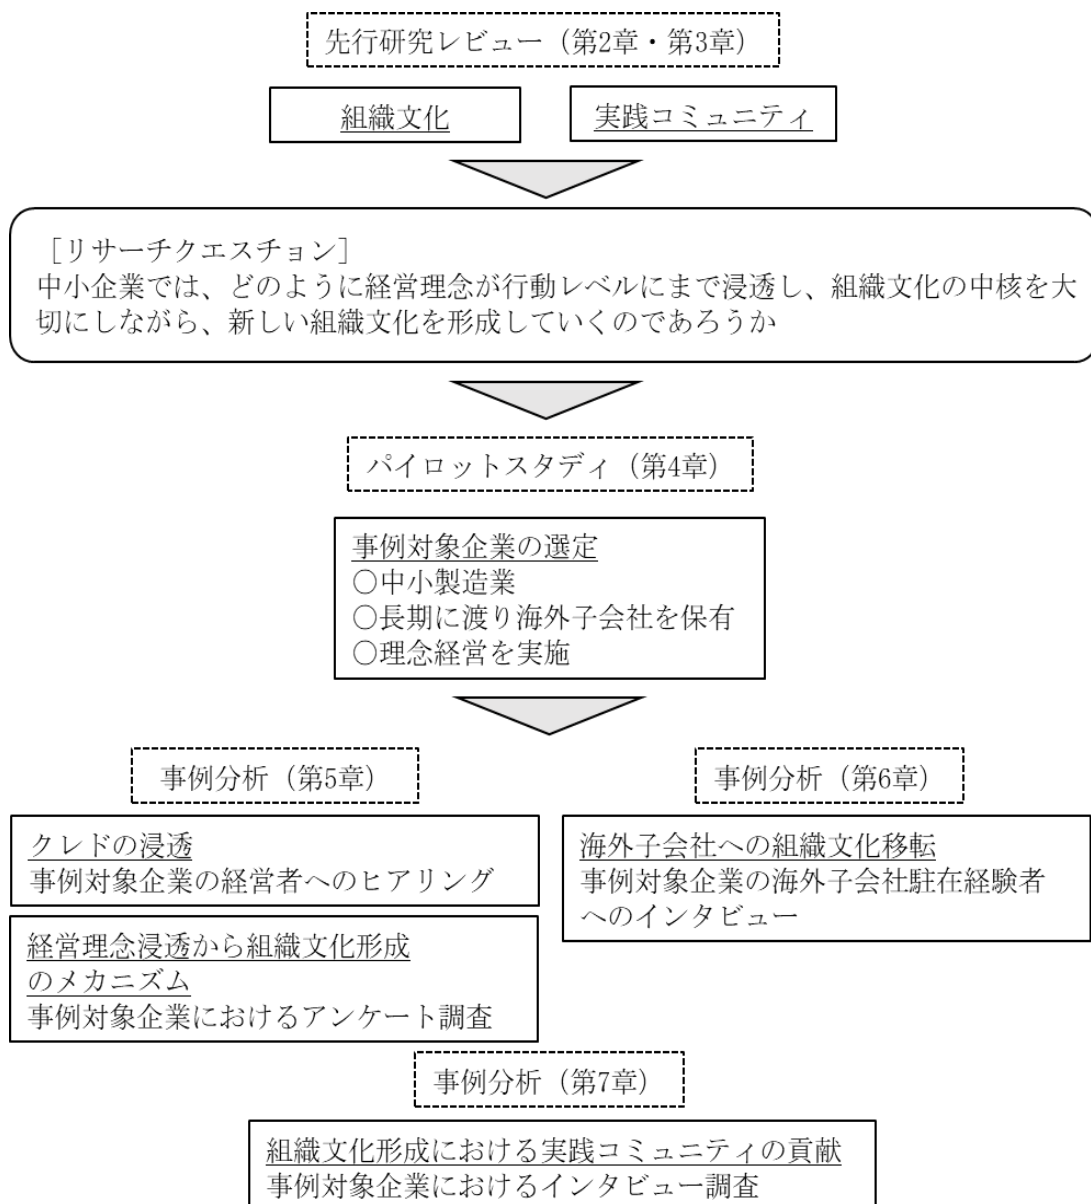 先行研究レビュー（第2章・第3章）
組織文化
実践コミュニティ
［リサーチクエスチョン］
中小企業では、どのように経営理念が行動レベルにまで浸透し、組織文化の中核を大
切にしながら、新しい組織文化を形成していくのであろうか
パイロットスタディ（第4章）
事例対象企業の選定
○中小製造業
○長期に渡り海外子会社を保有
○理念経営を実施
事例分析（第5章）
クレドの浸透
事例対象企業の経営者へのヒアリング
経営理念浸透から組織文化形成
のメカニズム
事例対象企業におけるアンケート調査
事例分析（第6章）
海外子会社への組織文化移転
事例対象企業の海外子会社駐在経験者
へのインタビュー
事例分析（第7章）
組織文化形成における実践コミュニティの貢献
事例対象企業におけるインタビュー調査